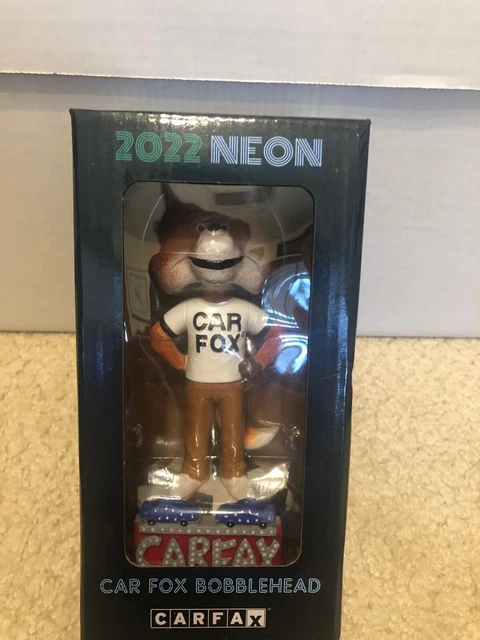 2022 NEON
CAR
FOX
CARFAX
CAR FOX BOBBLEHEAD
CARFAX